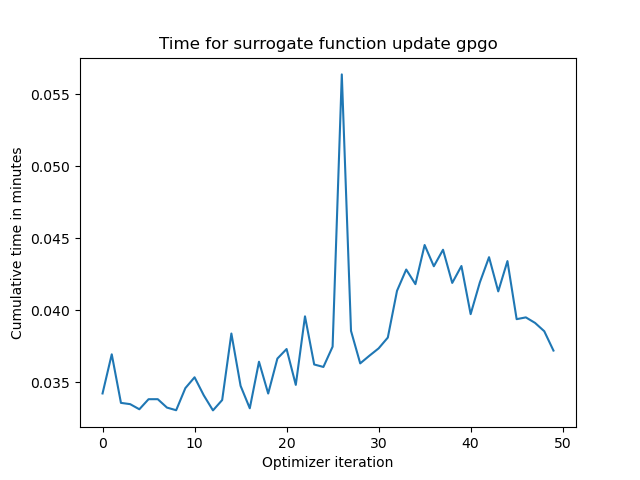 Time for surrogate function update gpgo
Cumulative time in minutes
0.055
0.050
0.045
0.040
0.035
0 10 20 30 40 50
Optimizer iteration